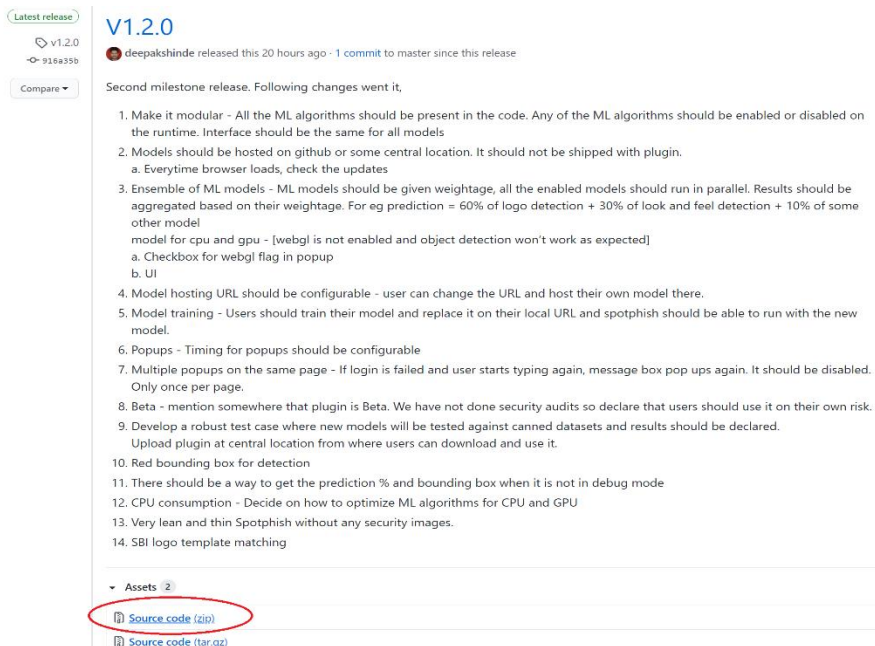 Latest release
v1.2.0
916a35b
Compare
V1.2.0
deepakshinde released this 20 hours ago · 1 commit to master since this release
Second milestone release. Following changes went it,
1. Make it modular - All the ML algorithms should be present in the code. Any of the ML algorithms should be enabled or disabled on
the runtime. Interface should be the same for all models
2. Models should be hosted on github or some central location. It should not be shipped with plugin.
a. Everytime browser loads, check the updates
3. Ensemble of ML models - ML models should be given weightage, all the enabled models should run in parallel. Results should be
aggregated based on their weightage. For eg prediction = 60% of logo detection + 30% of look and feel detection + 10% of some
other model
model for cpu and gpu - [webgl is not enabled and object detection won't work as expected]
a. Checkbox for webgl flag in popup
b. UI
4. Model hosting URL should be configurable - user can change the URL and host their own model there.
5. Model training - Users should train their model and replace it on their local URL and spotphish should be able to run with the new
model.
6. Popups - Timing for popups should be configurable
7. Multiple popups on the same page - If login is failed and user starts typing again, message box pop ups again. It should be disabled.
Only once per page.
8. Beta - mention somewhere that plugin is Beta. We have not done security audits so declare that users should use it on their own risk.
9. Develop a robust test case where new models will be tested against canned datasets and results should be declared.
Upload plugin at central location from where users can download and use it.
10. Red bounding box for detection
11. There should be a way to get the prediction % and bounding box when it is not in debug mode
12. CPU consumption - Decide on how to optimize ML algorithms for CPU and GPU
13. Very lean and thin Spotphish without any security images.
14. SBI logo template matching
Assets 2
Source code (zip)
Source code (tar.gz)